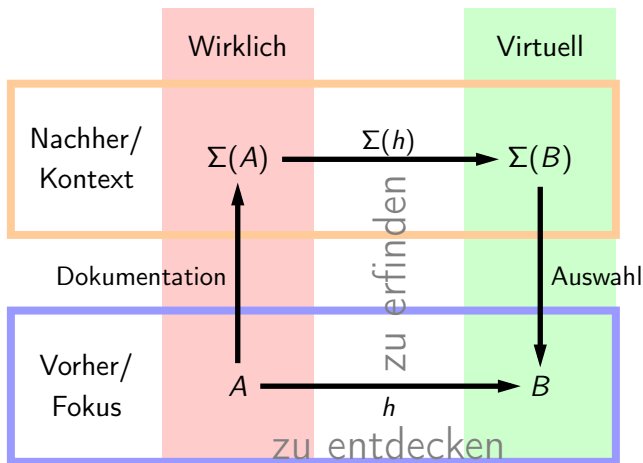 Wirklich
Virtuell
Nachher/
Kontext
Σ(A)
Σ(h)
Σ(B)
zu erfinden
Dokumentation
Auswahl
Vorher/
Fokus
A
h
B
zu entdecken